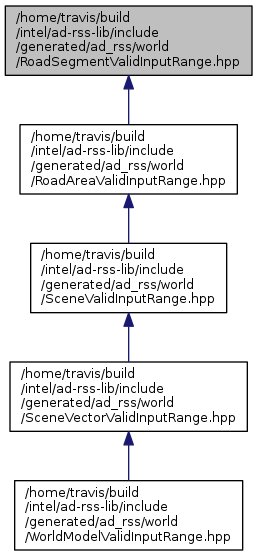 /home/travis/build
/intel/ad-rss-lib/include
/generated/ad_rss/world
/RoadSegmentValidInputRange.hpp
/home/travis/build
/intel/ad-rss-lib/include
/generated/ad_rss/world
/RoadAreaValidInputRange.hpp
/home/travis/build
/intel/ad-rss-lib/include
/generated/ad_rss/world
/SceneValidInputRange.hpp
/home/travis/build
/intel/ad-rss-lib/include
/generated/ad_rss/world
/SceneVectorValidInputRange.hpp
/home/travis/build
/intel/ad-rss-lib/include
/generated/ad_rss/world
/WorldModelValidInputRange.hpp